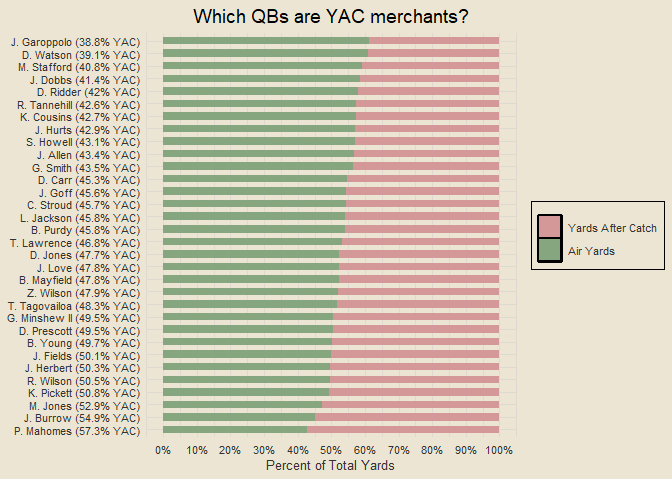 Which QBs are YAC merchants?
J. Garoppolo (38.8% YAC)
D. Watson (39.1% YAC)
M. Stafford (40.8% YAC)
J. Dobbs (41.4% YAC)
D. Ridder (42% YAC)
R. Tannehill (42.6% YAC)
K. Cousins (42.7% YAC)
J. Hurts (42.9% YAC)
S. Howell (43.1% YAC)
J. Allen (43.4% YAC)
G. Smith (43.5% YAC)
D. Carr (45.3% YAC)
J. Goff (45.6% YAC)
C. Stroud (45.7% YAC)
L. Jackson (45.8% YAC)
B. Purdy (45.8% YAC)
T. Lawrence (46.8% YAC)
D. Jones (47.7% YAC)
J. Love (47.8% YAC)
B. Mayfield (47.8% YAC)
Z. Wilson (47.9% YAC)
T. Tagovailoa (48.3% YAC)
G. Minshew II (49.5% YAC)
D. Prescott (49.5% YAC)
B. Young (49.7% YAC)
J. Fields (50.1% YAC)
J. Herbert (50.3% YAC)
R. Wilson (50.5% YAC)
K. Pickett (50.8% YAC)
M. Jones (52.9% YAC)
J. Burrow (54.9% YAC)
P. Mahomes (57.3% YAC)
0% 10% 20% 30% 40% 50% 60% 70% 80% 90% 100%
Percent of Total Yards
Yards After Catch
Air Yards